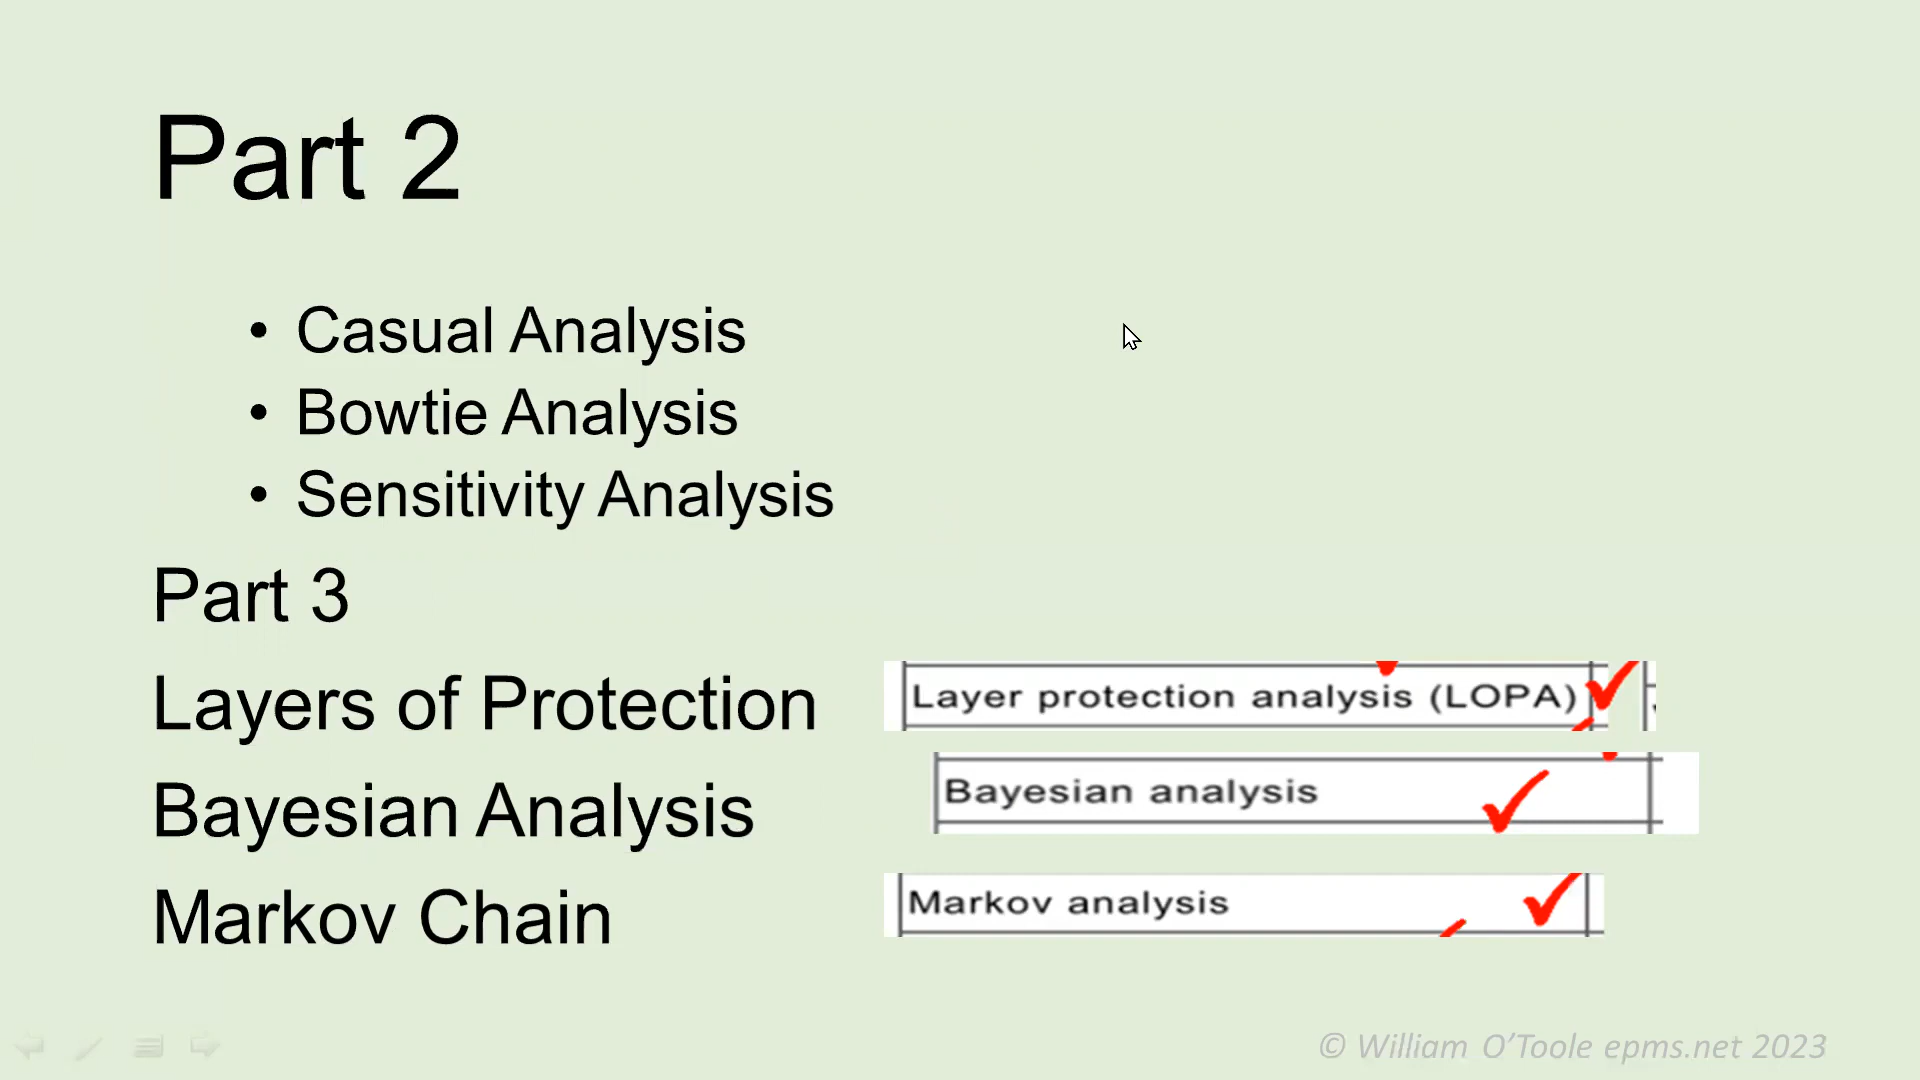 Part 2
• Casual Analysis
• Bowtie Analysis
• Sensitivity Analysis
Part 3
Layers of Protection
Layer protection analysis (LOPA)
Bayesian Analysis
Bayesian analysis
Markov Chain
Markov analysis
© William O'Toole epms.net 2023